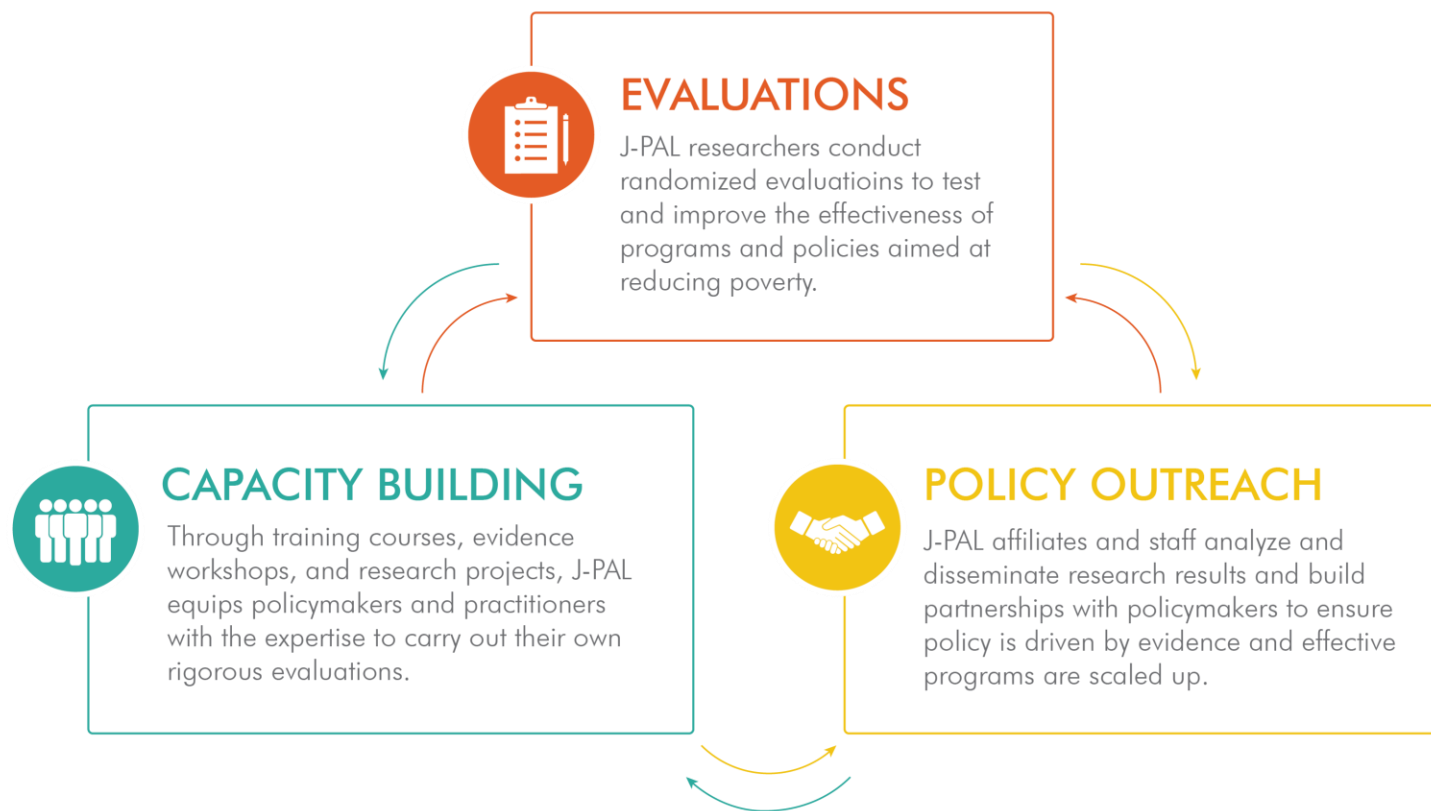 EVALUATIONS
J-PAL researchers conduct
randomized evaluatioins to test
and improve the effectiveness of
programs and policies aimed at
reducing poverty.
CAPACITY BUILDING
Through training courses, evidence
workshops, and research projects, J-PAL
equips policymakers and practitioners
with the expertise to carry out their own
rigorous evaluations.
POLICY OUTREACH
J-PAL affiliates and staff analyze and
disseminate research results and build
partnerships with policymakers to ensure
policy is driven by evidence and effective
programs are scaled up.